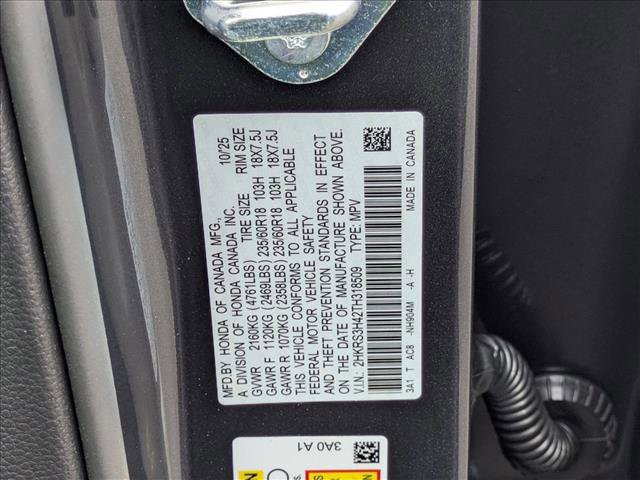 MFD.BY HONDA OF CANADA MFG., 10/'25
A DIVISION OF HONDA CANADA INC.
GVWR 2160KG (4761LBS) TIRE SIZE RIM SIZE
GAWR F 1120KG (2469LBS) 235/60R18 103H 18X7.5J
GAWR R 1070KG (2358LBS) 235/60R18 103H 18X7.5J
THIS VEHICLE CONFORMS TO ALL APPLICABLE
FEDERAL MOTOR VEHICLE SAFETY
AND THEFT PREVENTION STANDARDS IN EFFECT
ON THE DATE OF MANUFACTURE SHOWN ABOVE.
V.I.N.: 2HKRS3H42TH318509 TYPE: MPV
3A1 T AC8 -NH904M -A -H MADE IN CANADA
3A0 A1